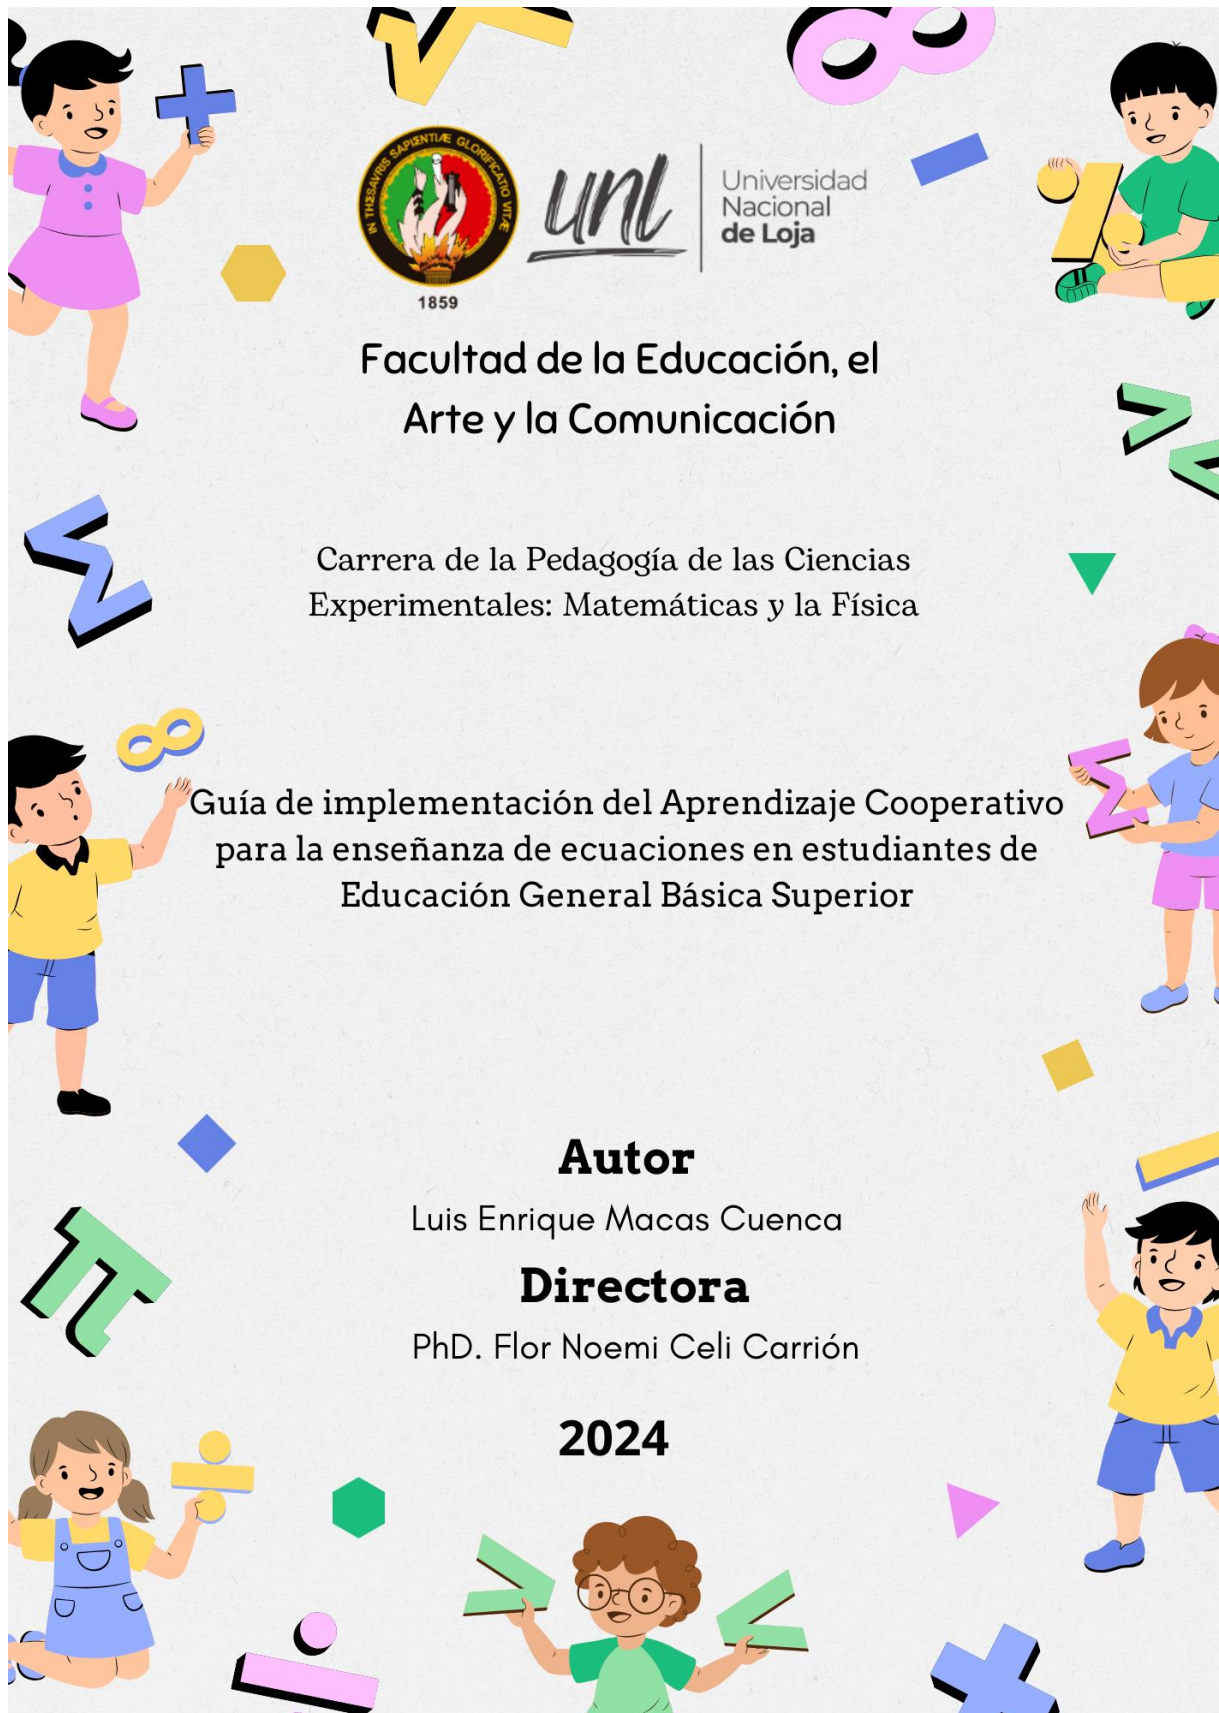 IN THESAVRIS SAPIENTIÆ GLORIFICATIO VITÆ
1859
unl
Universidad
Nacional
de Loja
Facultad de la Educación, el
Arte y la Comunicación
Carrera de la Pedagogía de las Ciencias
Experimentales: Matemáticas y la Física
Guía de implementación del Aprendizaje Cooperativo
para la enseñanza de ecuaciones en estudiantes de
Educación General Básica Superior
Autor
Luis Enrique Macas Cuenca
Directora
PhD. Flor Noemi Celi Carrión
2024